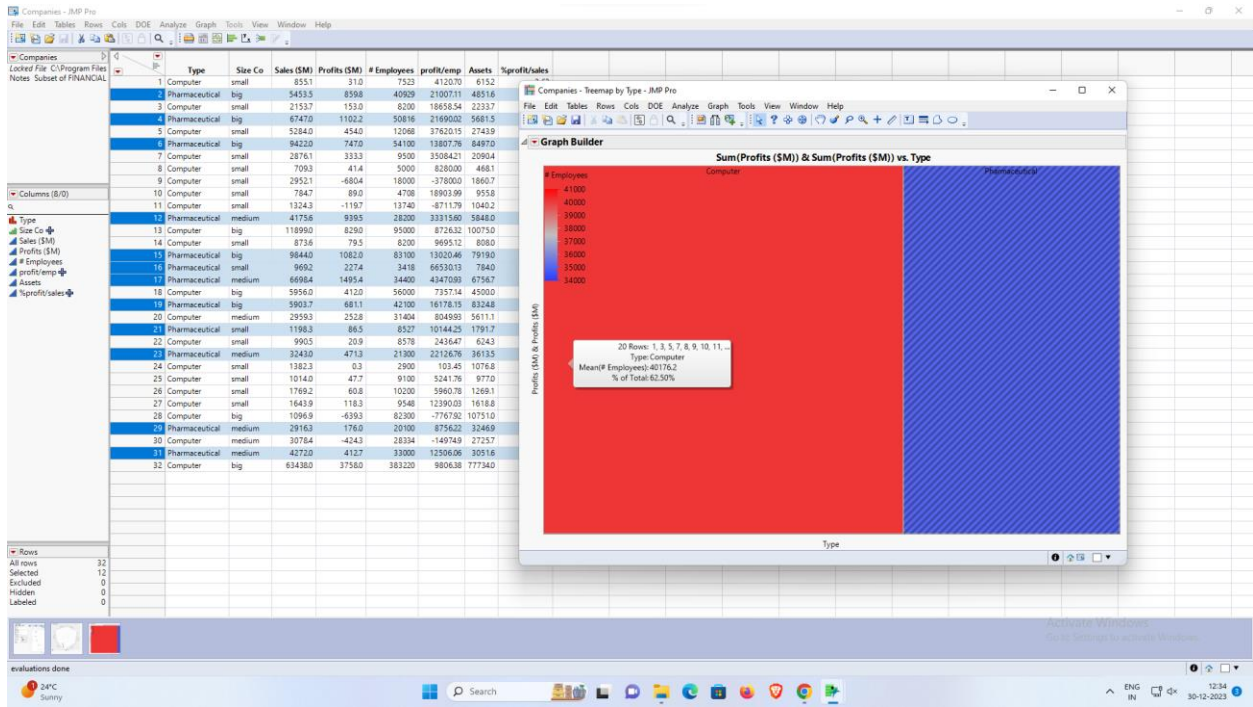 Companies - JMP Pro
File Edit Tables Rows Cols DOE Analyze Graph Tools View Window Help
Companies
Locked File C:\Program Files
Notes Subset of FINANCIAL
Columns (8/0)
Type
Size Co
Sales ($M)
Profits ($M)
# Employees
profit/emp
Assets
%profit/sales
Rows
All rows 32
Selected 12
Excluded 0
Hidden 0
Labeled 0
Type Size Co Sales ($M) Profits ($M) # Employees profit/emp Assets %profit/sales
1 Computer small 855.1 31.0 7523 4120.70 615.2
2 Pharmaceutical big 5453.5 859.8 40929 21007.11 4851.6
3 Computer small 2153.7 153.0 8200 18658.54 2233.7
4 Pharmaceutical big 6747.0 1102.2 50816 21690.02 5681.5
5 Computer small 5284.0 454.0 12068 37620.15 2743.9
6 Pharmaceutical big 9422.0 747.0 54100 13807.76 8497.0
7 Computer small 2876.1 333.3 9500 35084.21 2090.4
8 Computer small 709.3 41.4 5000 8280.00 468.1
9 Computer small 2952.1 -680.4 18000 -37800.0 1860.7
10 Computer small 784.7 89.0 4708 18903.99 955.8
11 Computer small 1324.3 -119.7 13740 -8711.79 1040.2
12 Pharmaceutical medium 4175.6 939.5 28200 33315.60 5848.0
13 Computer big 11899.0 829.0 95000 8726.32 10075.0
14 Computer small 873.6 79.5 8200 9695.12 808.0
15 Pharmaceutical big 9844.0 1082.0 83100 13020.46 7919.0
16 Pharmaceutical small 969.2 227.4 3418 66530.13 784.0
17 Pharmaceutical medium 6698.4 1495.4 34400 43470.93 6756.7
18 Computer big 5956.0 412.0 56000 7357.14 4500.0
19 Pharmaceutical big 5903.7 681.1 42100 16178.15 8324.8
20 Computer medium 2959.3 252.8 31404 8049.93 5611.1
21 Pharmaceutical small 1198.3 86.5 8527 10144.25 1791.7
22 Computer small 990.5 20.9 8578 2436.47 624.3
23 Pharmaceutical medium 3243.0 471.3 21300 22126.76 3613.5
24 Computer small 1382.3 0.3 2900 103.45 1076.8
25 Computer small 1014.0 47.7 9100 5241.76 977.0
26 Computer small 1769.2 60.8 10200 5960.78 1269.1
27 Computer small 1643.9 118.3 9548 12390.03 1618.8
28 Computer big 1096.9 -639.3 82300 -7767.92 10751.0
29 Pharmaceutical medium 2916.3 176.0 20100 8756.22 3246.9
30 Computer medium 3078.4 -424.3 28334 -14974.9 2725.7
31 Pharmaceutical medium 4272.0 412.7 33000 12506.06 3051.6
32 Computer big 63438.0 3758.0 383220 9806.38 77734.0
Companies - Treemap by Type - JMP Pro
File Edit Tables Rows Cols DOE Analyze Graph Tools View Window Help
Graph Builder
Sum(Profits ($M)) & Sum(Profits ($M)) vs. Type
# Employees
41000
40000
39000
38000
37000
36000
35000
34000
Computer
Pharmaceutical
Profits ($M) & Profits ($M)
20 Rows: 1, 3, 5, 7, 8, 9, 10, 11, ...
Type: Computer
Mean(# Employees): 40176.2
% of Total: 62.50%
Type
Activate Windows
Go to Settings to activate Windows.
evaluations done
24°C
Sunny
Search
ENG
IN
12:34
30-12-2023